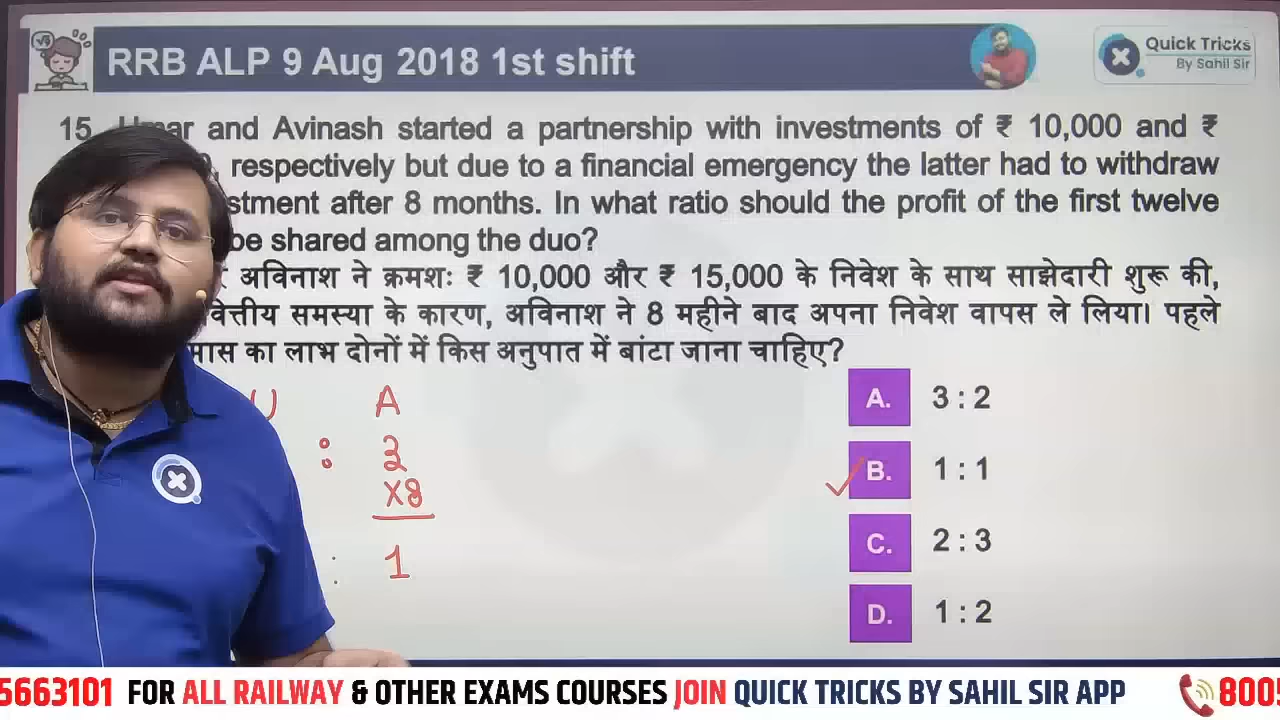 RRB ALP 9 Aug 2018 1st shift
Quick Tricks
By Sahil Sir
15. Umar and Avinash started a partnership with investments of ₹ 10,000 and ₹
respectively but due to a financial emergency the latter had to withdraw
after 8 months. In what ratio should the profit of the first twelve
be shared among the duo?
अविनाश ने क्रमशः ₹ 10,000 और ₹ 15,000 के निवेश के साथ साझेदारी शुरू की,
वित्तीय समस्या के कारण, अविनाश ने 8 महीने बाद अपना निवेश वापस ले लिया। पहले
का लाभ दोनों में किस अनुपात में बांटा जाना चाहिए?
U A
: 3
×8
: 1
A. 3 : 2
B. 1 : 1
C. 2 : 3
D. 1 : 2
5663101 FOR ALL RAILWAY & OTHER EXAMS COURSES JOIN QUICK TRICKS BY SAHIL SIR APP 8005